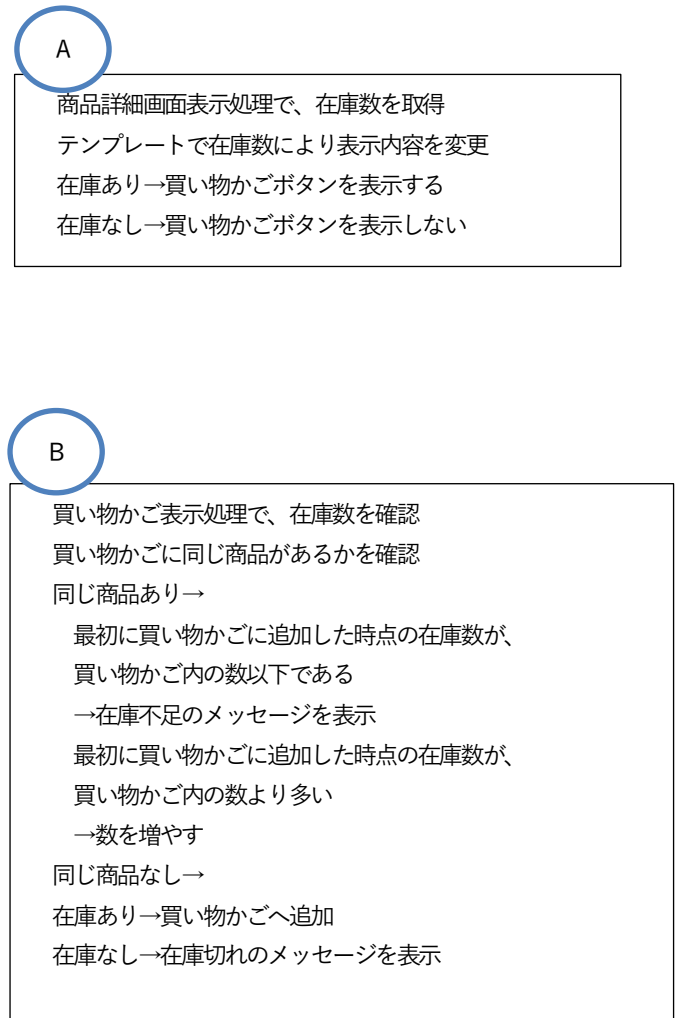 A
商品詳細画面表示処理で、在庫数を取得
テンプレートで在庫数により表示内容を変更
在庫あり→買い物かごボタンを表示する
在庫なし→買い物かごボタンを表示しない
B
買い物かご表示処理で、在庫数を確認
買い物かごに同じ商品があるかを確認
同じ商品あり→
最初に買い物かごに追加した時点の在庫数が、
買い物かご内の数以下である
→在庫不足のメッセージを表示
最初に買い物かごに追加した時点の在庫数が、
買い物かご内の数より多い
→数を増やす
同じ商品なし→
在庫あり→買い物かごへ追加
在庫なし→在庫切れのメッセージを表示